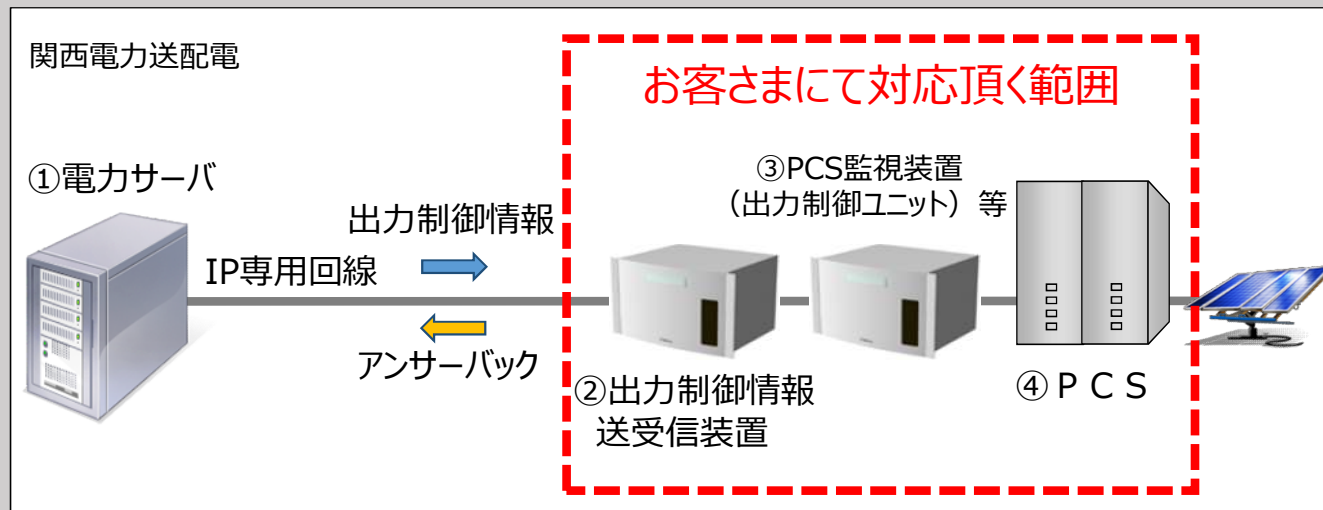 関西電力送配電
お客さまにて対応頂く範囲
①電力サーバ
③PCS監視装置
（出力制御ユニット）等
出力制御情報
IP専用回線
アンサーバック
②出力制御情報
送受信装置
④ＰＣＳ